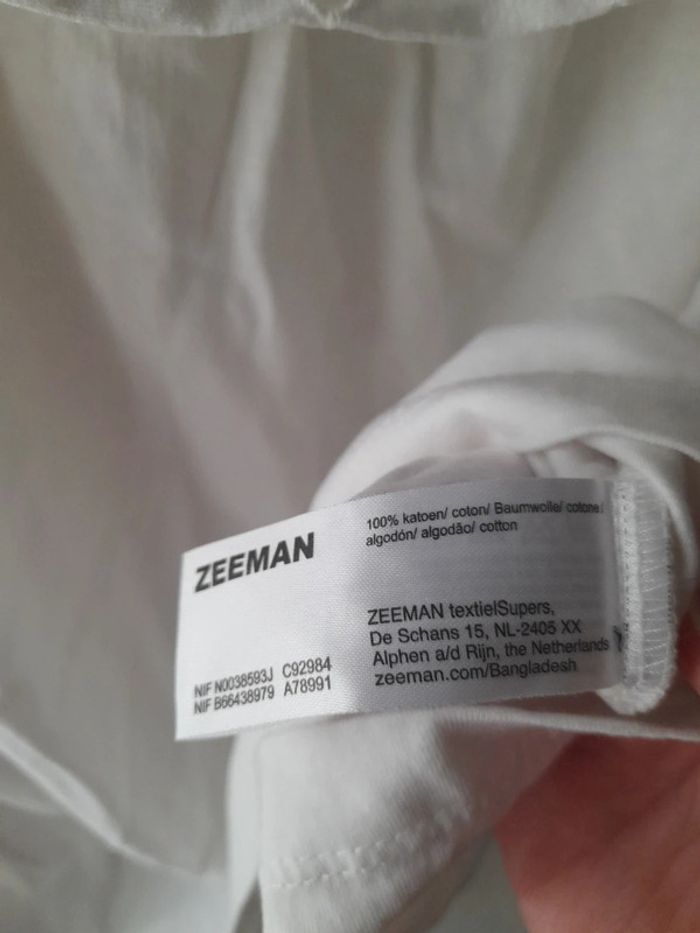 ZEEMAN
100% katoen/ coton/ Baumwolle/ cotone/
algodón/ algodão/ cotton
ZEEMAN textielSupers,
De Schans 15, NL-2405 XX
Alphen a/d Rijn, the Netherlands
zeeman.com/Bangladesh
NIF N0038593J C92984
NIF B66438979 A78991